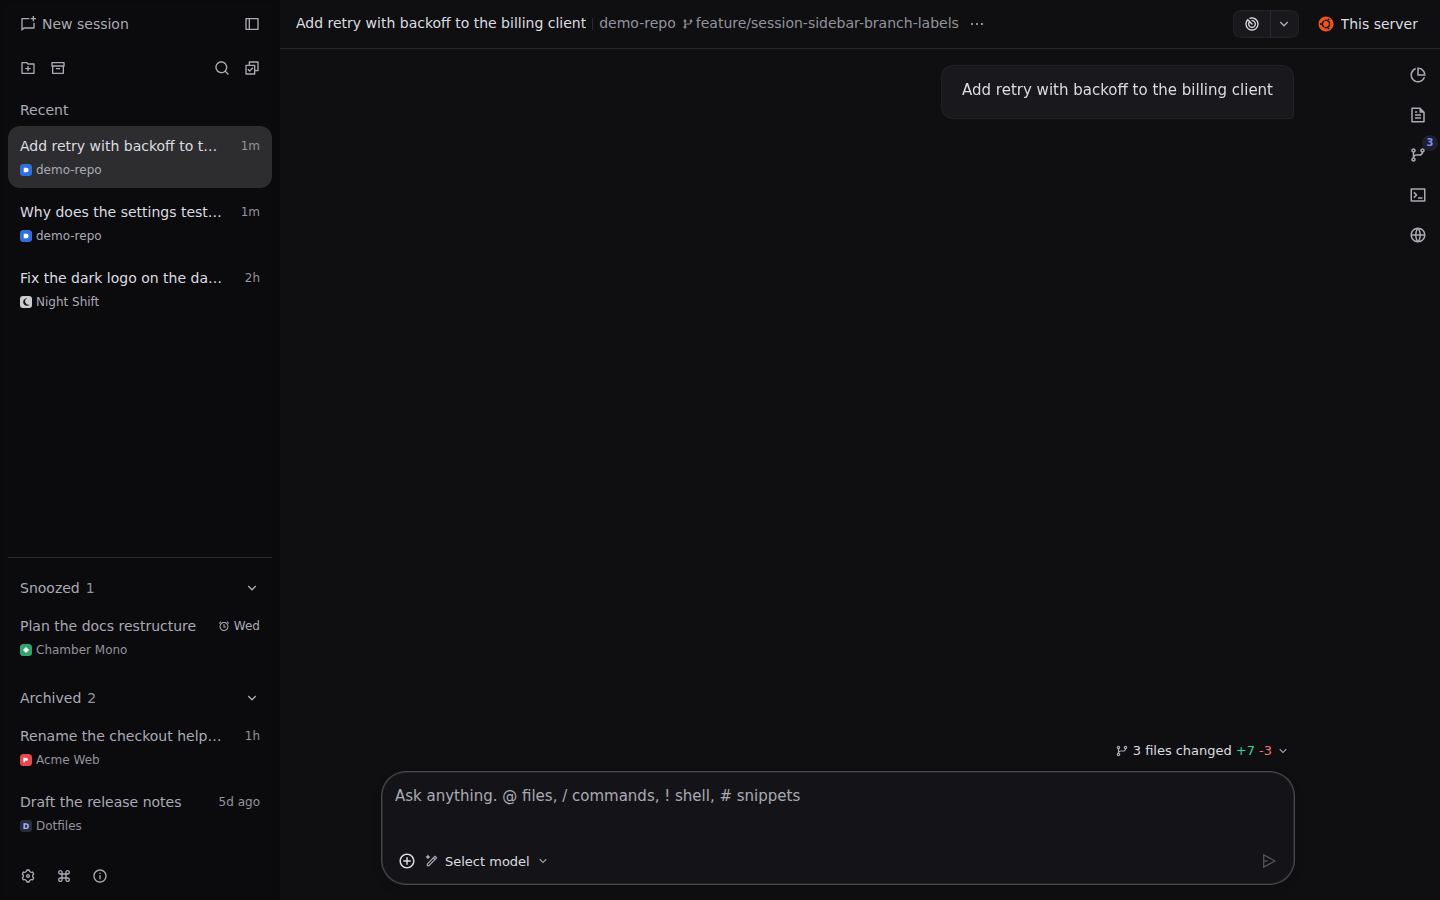 New session
Recent
Add retry with backoff to t… 1m
demo-repo
Why does the settings test… 1m
demo-repo
Fix the dark logo on the da… 2h
Night Shift
Snoozed 1
Plan the docs restructure Wed
Chamber Mono
Archived 2
Rename the checkout help… 1h
Acme Web
Draft the release notes 5d ago
D Dotfiles
Add retry with backoff to the billing client demo-repo feature/session-sidebar-branch-labels ···
This server
Add retry with backoff to the billing client
3
3 files changed +7 -3
Ask anything. @ files, / commands, ! shell, # snippets
Select model